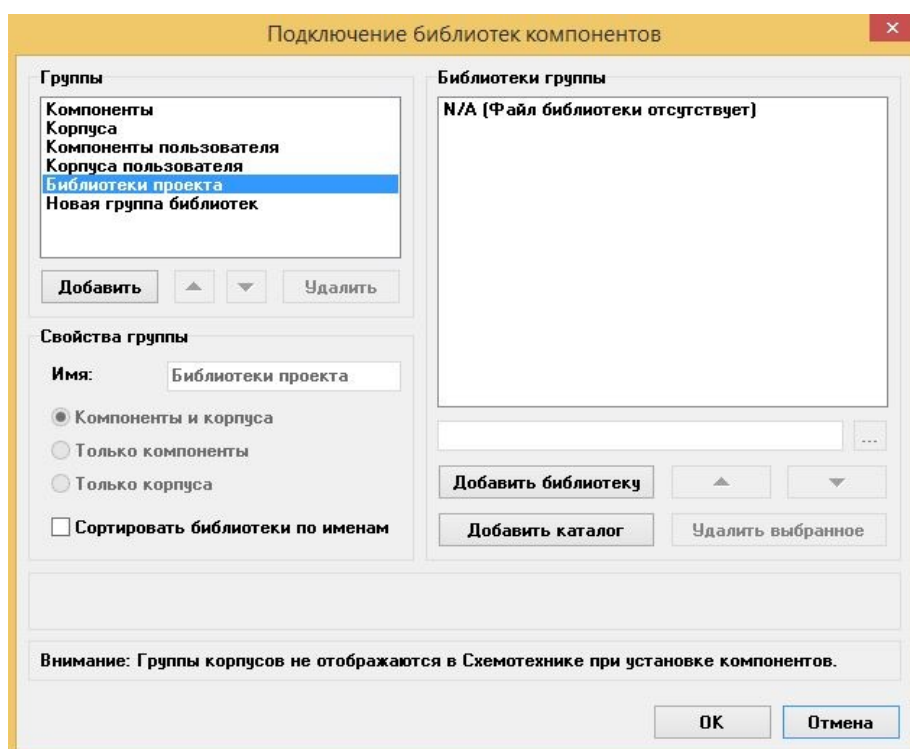 Подключение библиотек компонентов
Группы
Компоненты
Корпуса
Компоненты пользователя
Корпуса пользователя
Библиотеки проекта
Новая группа библиотек
Добавить
Удалить
Свойства группы
Имя: Библиотеки проекта
Компоненты и корпуса
Только компоненты
Только корпуса
Сортировать библиотеки по именам
Библиотеки группы
N/A (Файл библиотеки отсутствует)
...
Добавить библиотеку
Добавить каталог
Удалить выбранное
Внимание: Группы корпусов не отображаются в Схемотехнике при установке компонентов.
OK
Отмена